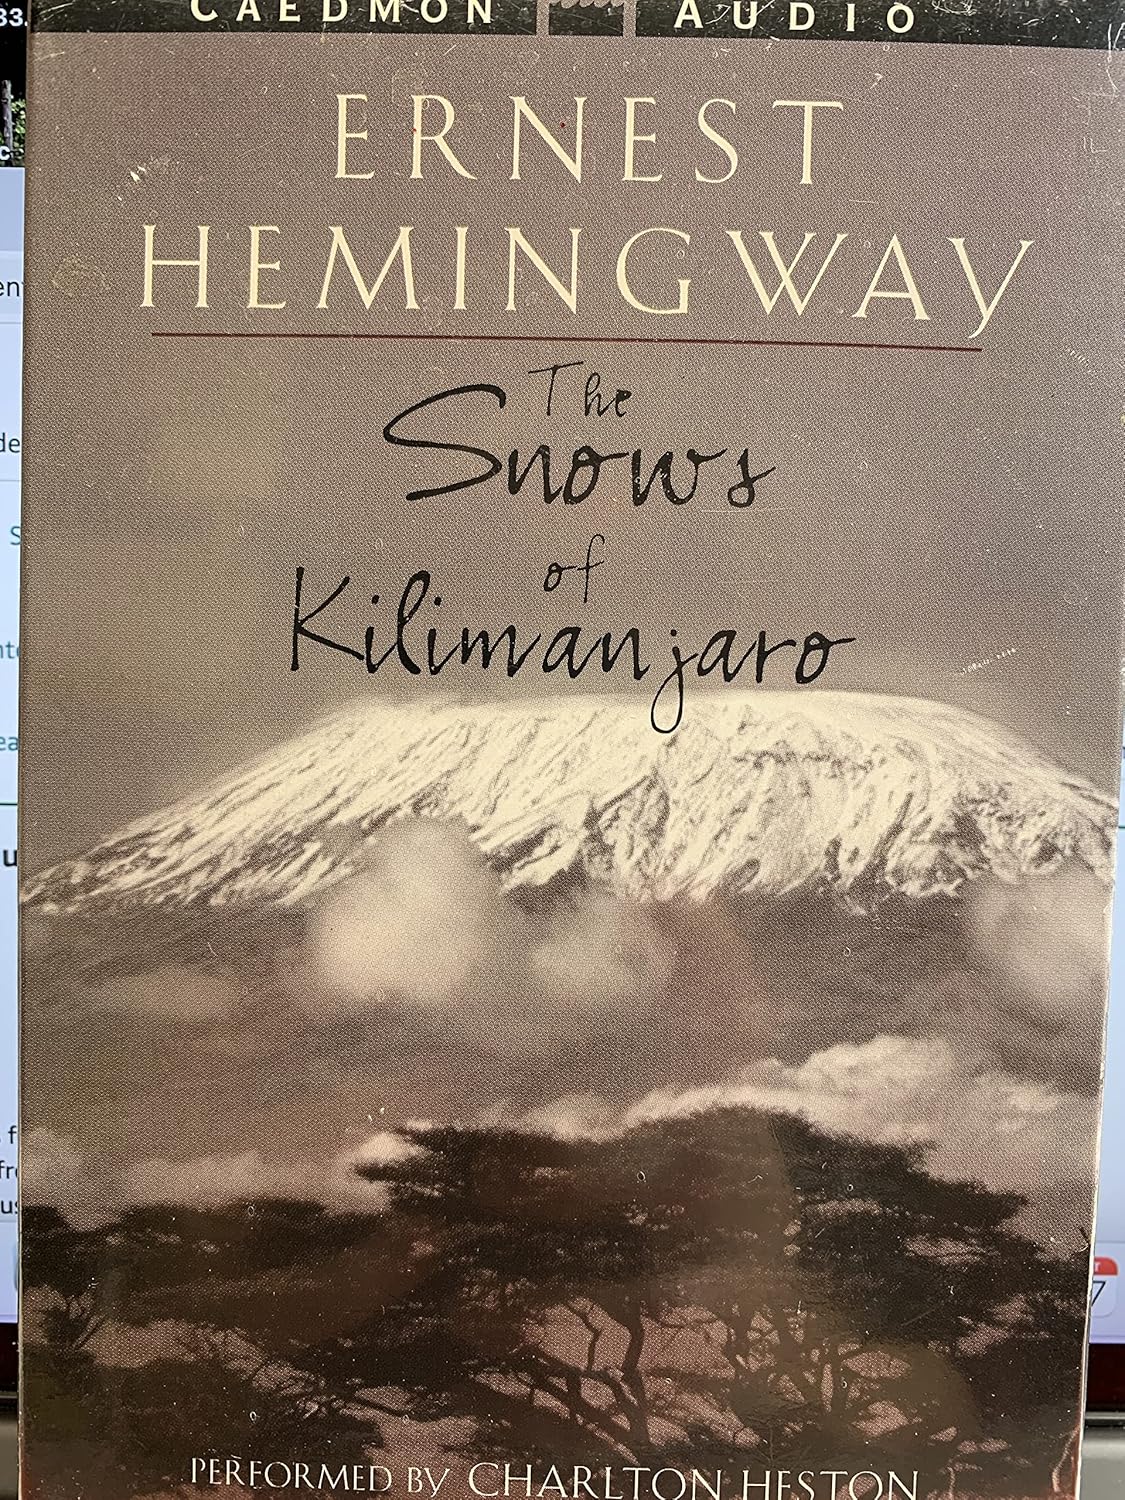 CAEDMON AUDIO
ERNEST
HEMINGWAY
The
Snows
of
Kilimanjaro
PERFORMED BY CHARLTON HESTON